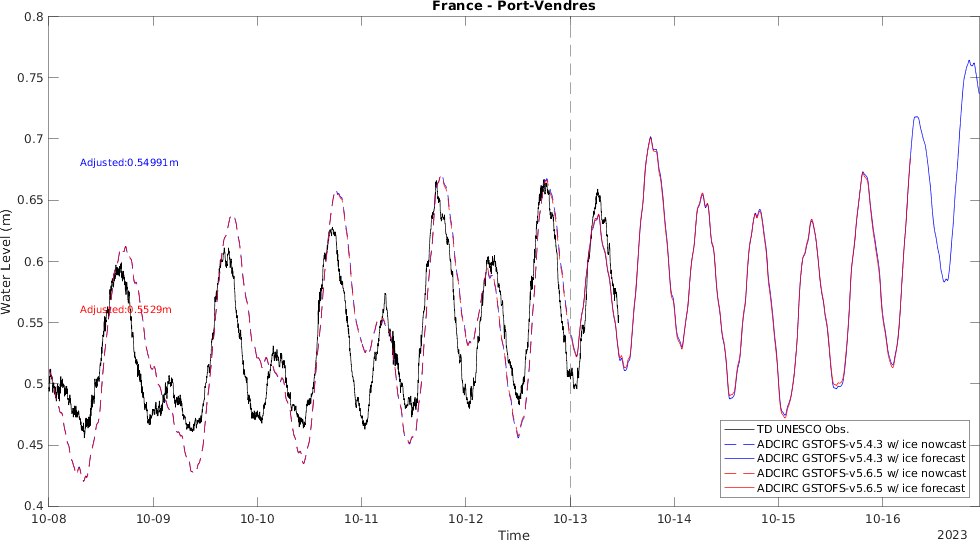 France - Port-Vendres
0.8
0.75
0.7
0.65
0.6
0.55
0.5
0.45
0.4
Water Level (m)
Adjusted:0.54991m
Adjusted:0.5529m
TD UNESCO Obs.
ADCIRC GSTOFS-v5.4.3 w/ ice nowcast
ADCIRC GSTOFS-v5.4.3 w/ ice forecast
ADCIRC GSTOFS-v5.6.5 w/ ice nowcast
ADCIRC GSTOFS-v5.6.5 w/ ice forecast
10-08 10-09 10-10 10-11 10-12 10-13 10-14 10-15 10-16
Time
2023